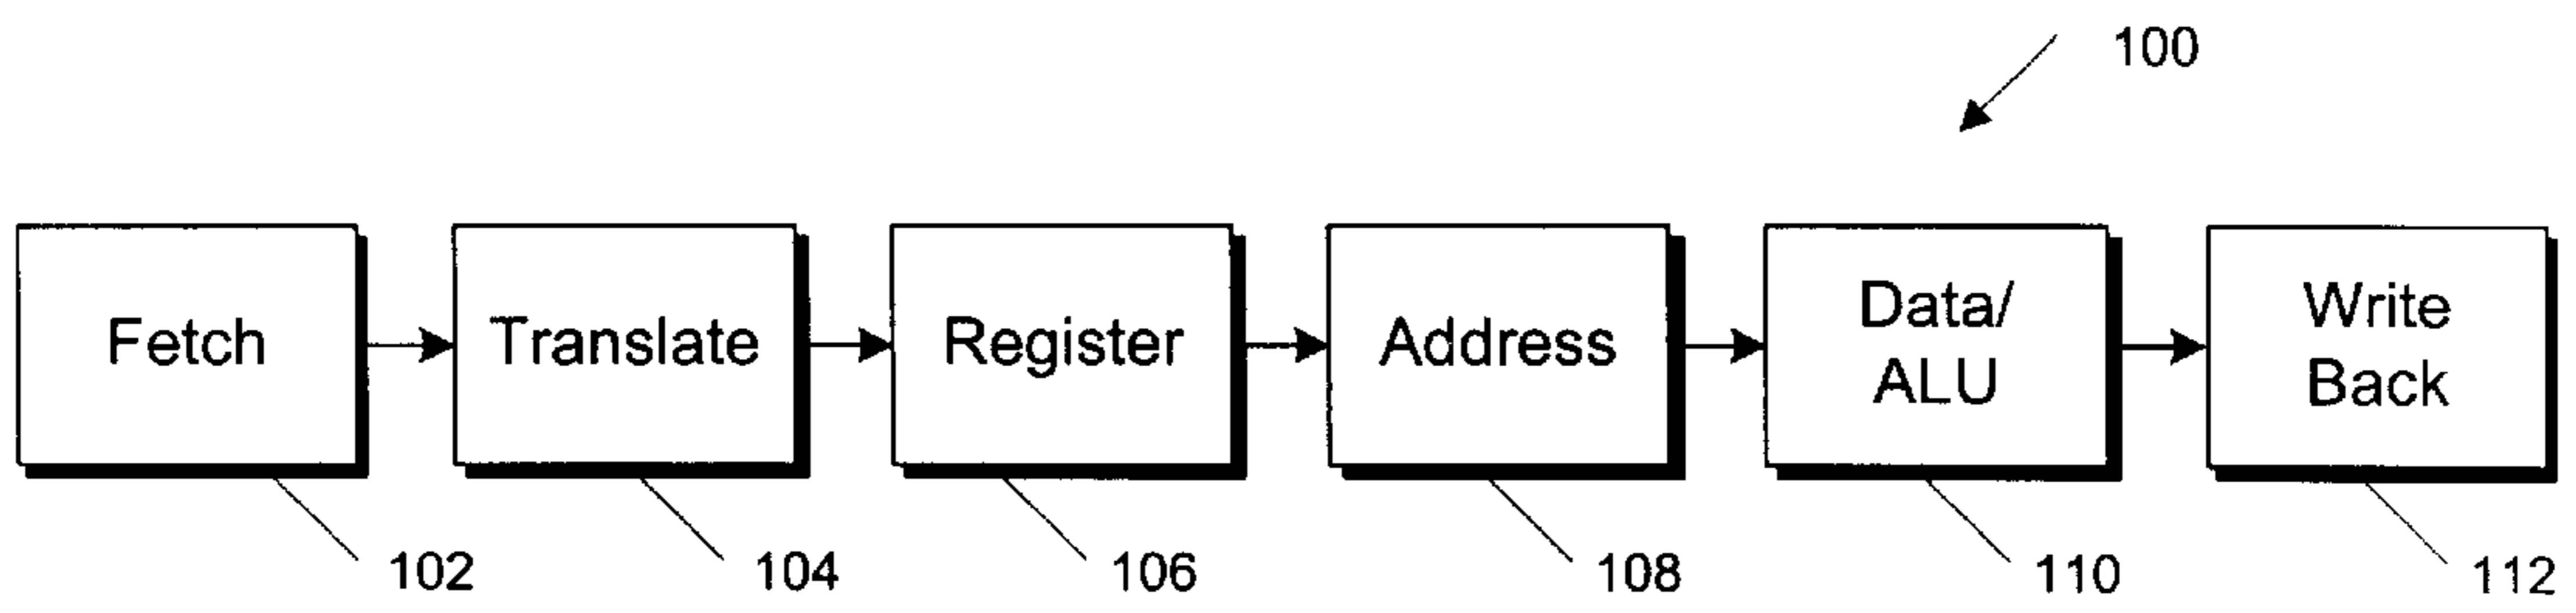 100
Fetch
Translate
Register
Address
Data/
ALU
Write
Back
102
104
106
108
110
112